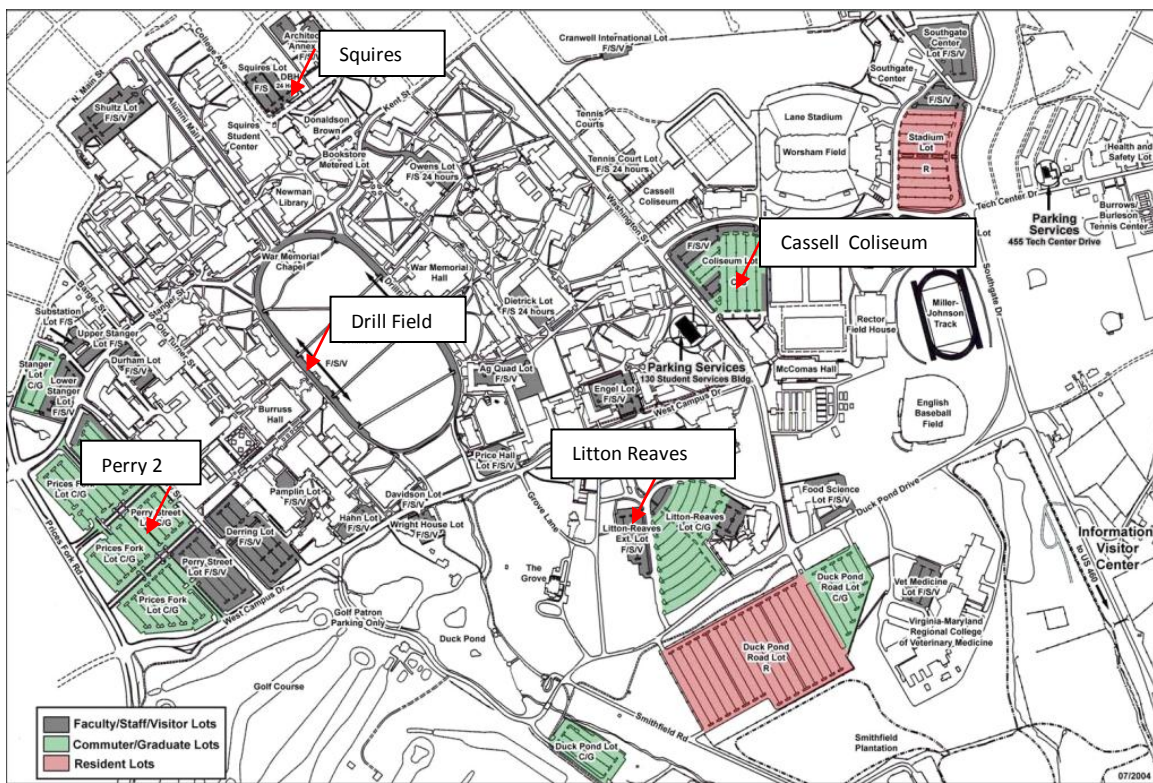 Squires
Cassell Coliseum
Drill Field
Perry 2
Litton Reaves
N. Main St
College Ave
Alumni Mall
Shultz Lot
F/S/V
Squires Lot
F/S
Squires
Student
Center
Donaldson
Brown
Bookstore
Metered Lot
Kent St
Newman
Library
Owens Lot
F/S 24 hours
Cranwell International Lot
F/S/V
Southgate
Center
Lot F/S/V
Southgate
Center
F/S/V
Stadium
Lot
R
Lane Stadium
Worsham Field
Tennis
Courts
Tennis Court Lot
F/S 24 hours
Cassell
Coliseum
Washington St
F/S/V
Coliseum Lot
Tech Center Dr
Parking
Services
455 Tech Center Drive
Health and
Safety Lot
Burrows/
Burleson
Tennis Center
Lot
Southgate Dr
Miller-
Johnson
Track
Rector
Field House
McComas Hall
English
Baseball
Field
War Memorial
Chapel
War Memorial
Hall
Dietrick Lot
F/S 24 hours
Parking Services
130 Student Services Bldg.
Ag Quad Lot
F/S/V
Engel Lot
F/S/V
West Campus Dr
F/S/V
Barger St
Stanger St
Old Turner St
Substation
Lot F/S
Upper Stanger
Lot F/S
Durham Lot
F/S/V
Stanger
Lot
C/G
Lower
Stanger
Lot
F/S/V
Burruss
Hall
Price Hall
Lot F/S/V
Prices Fork
Lot C/G
Perry Street
Lot C/G
Prices Fork
Lot C/G
Prices Fork
Lot C/G
Perry Street
Lot F/S/V
Derring Lot
F/S/V
Pamplin Lot
F/S/V
Hahn Lot
F/S/V
Davidson Lot
F/S/V
Wright House Lot
F/S/V
Prices Fork Rd
West Campus Dr
Grove Lane
The
Grove
Litton-Reaves
Ext. Lot
F/S/V
Litton-Reaves
Lot C/G
Food Science
Lot F/S/V
Duck Pond Drive
Duck Pond
Road Lot
C/G
Duck Pond
Road Lot
R
Vet Medicine
Lot F/S/V
Virginia-Maryland
Regional College
of Veterinary Medicine
Information
Visitor
Center
to US 460
Golf Patron
Parking Only
Duck Pond
Golf Course
Smithfield Rd
Duck Pond Lot
C/G
Smithfield
Plantation
Faculty/Staff/Visitor Lots
Commuter/Graduate Lots
Resident Lots
07/2004